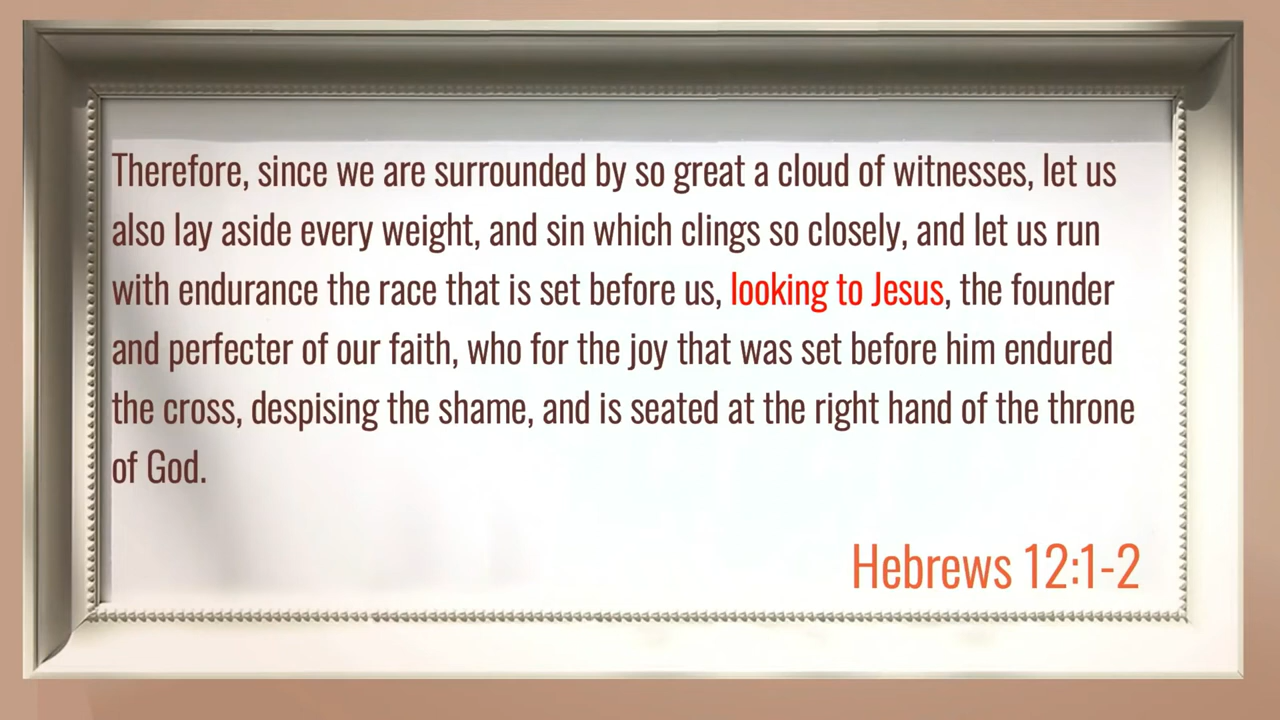 Therefore, since we are surrounded by so great a cloud of witnesses, let us
also lay aside every weight, and sin which clings so closely, and let us run
with endurance the race that is set before us, looking to Jesus, the founder
and perfecter of our faith, who for the joy that was set before him endured
the cross, despising the shame, and is seated at the right hand of the throne
of God.
Hebrews 12:1-2